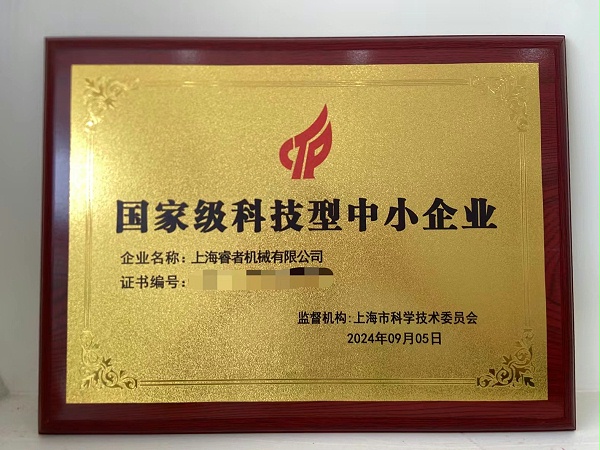 CTP
国家级科技型中小企业
企业名称：上海睿者机械有限公司
证书编号：
监督机构：上海市科学技术委员会
2024年09月05日